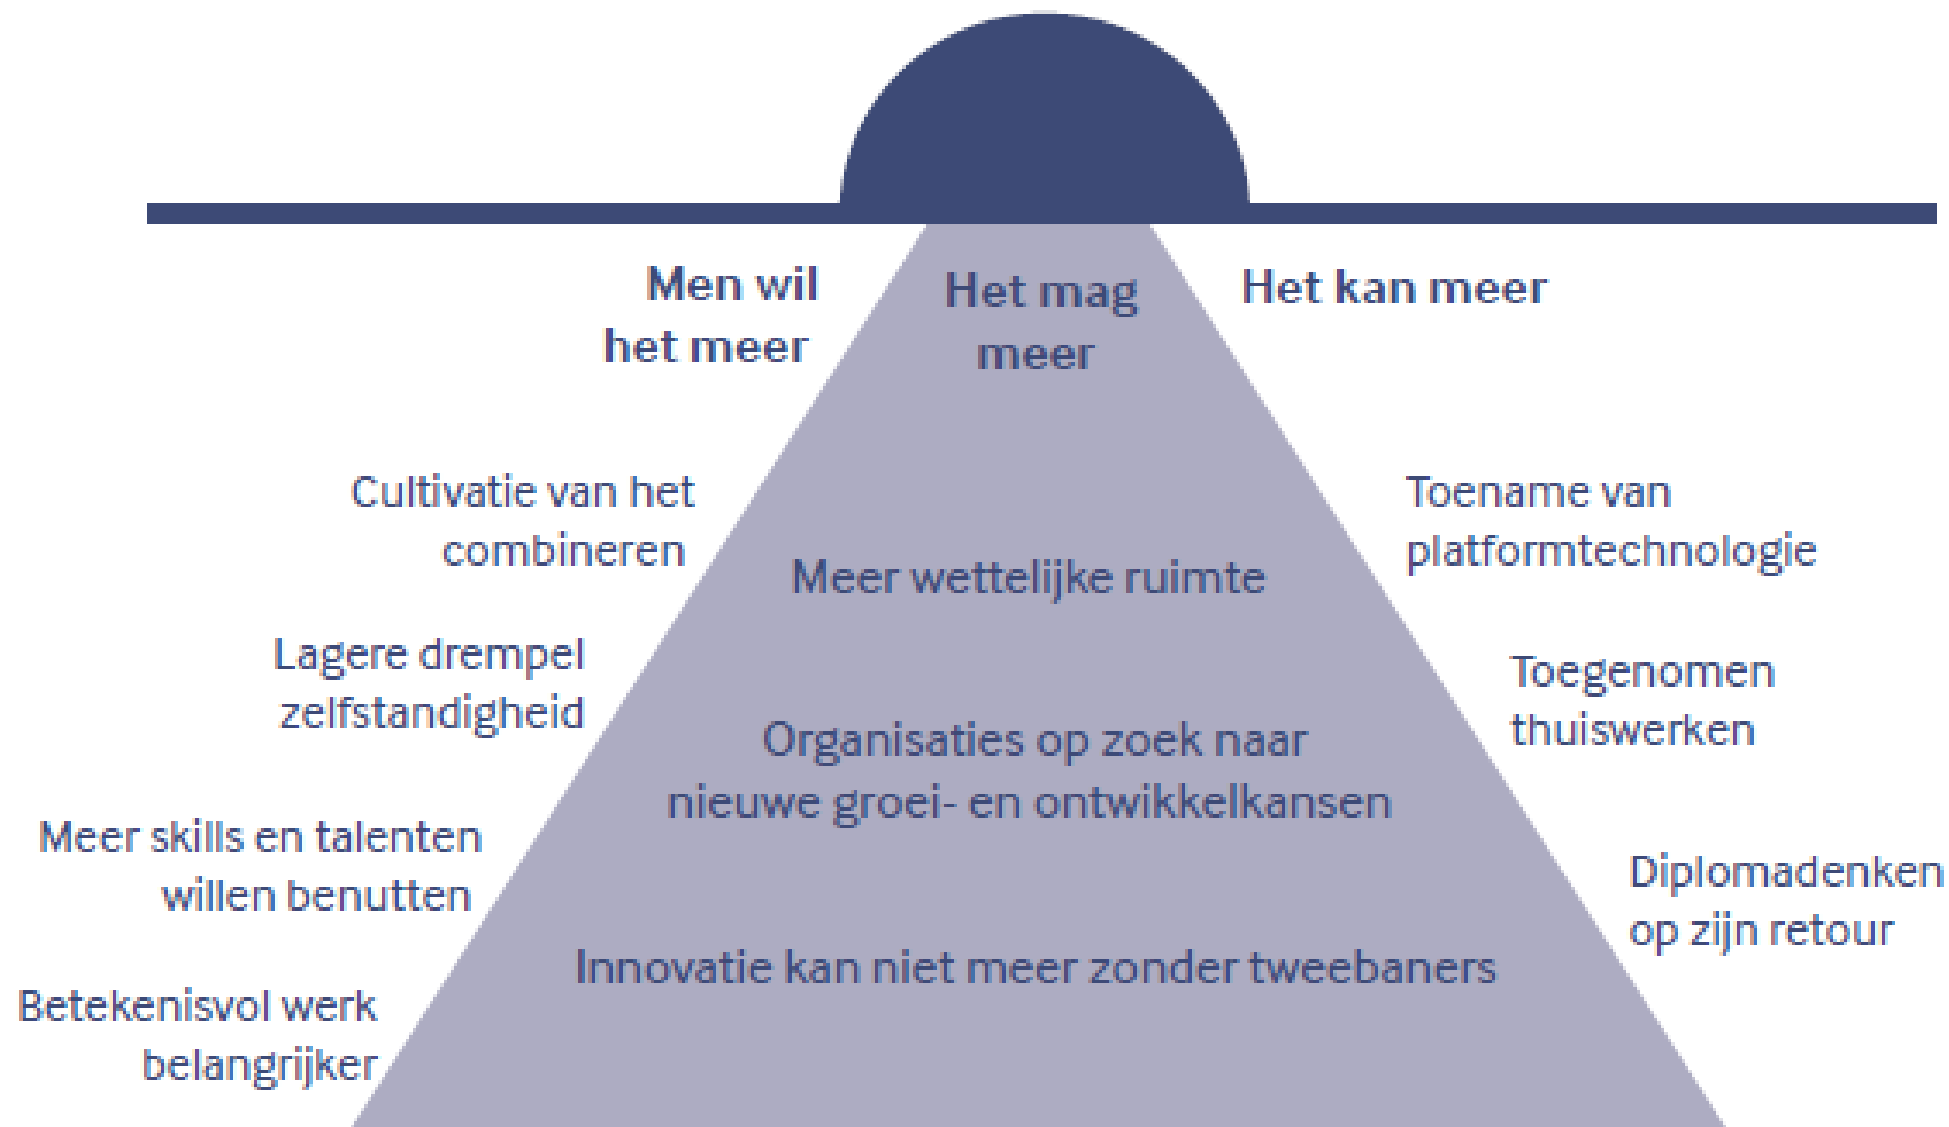 Men wil
het meer
Cultivatie van het
combineren
Lagere drempel
zelfstandigheid
Meer skills en talenten
willen benutten
Betekenisvol werk
belangrijker
Het mag
meer
Meer wettelijke ruimte
Organisaties op zoek naar
nieuwe groei- en ontwikkelkansen
Innovatie kan niet meer zonder tweebaners
Het kan meer
Toename van
platformtechnologie
Toegenomen
thuiswerken
Diplomadenken
op zijn retour